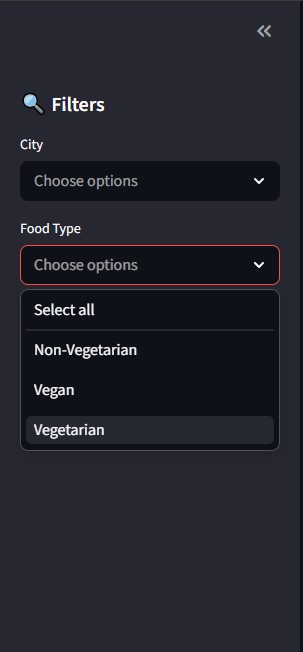 Filters
City
Choose options
Food Type
Choose options
Select all
Non-Vegetarian
Vegan
Vegetarian